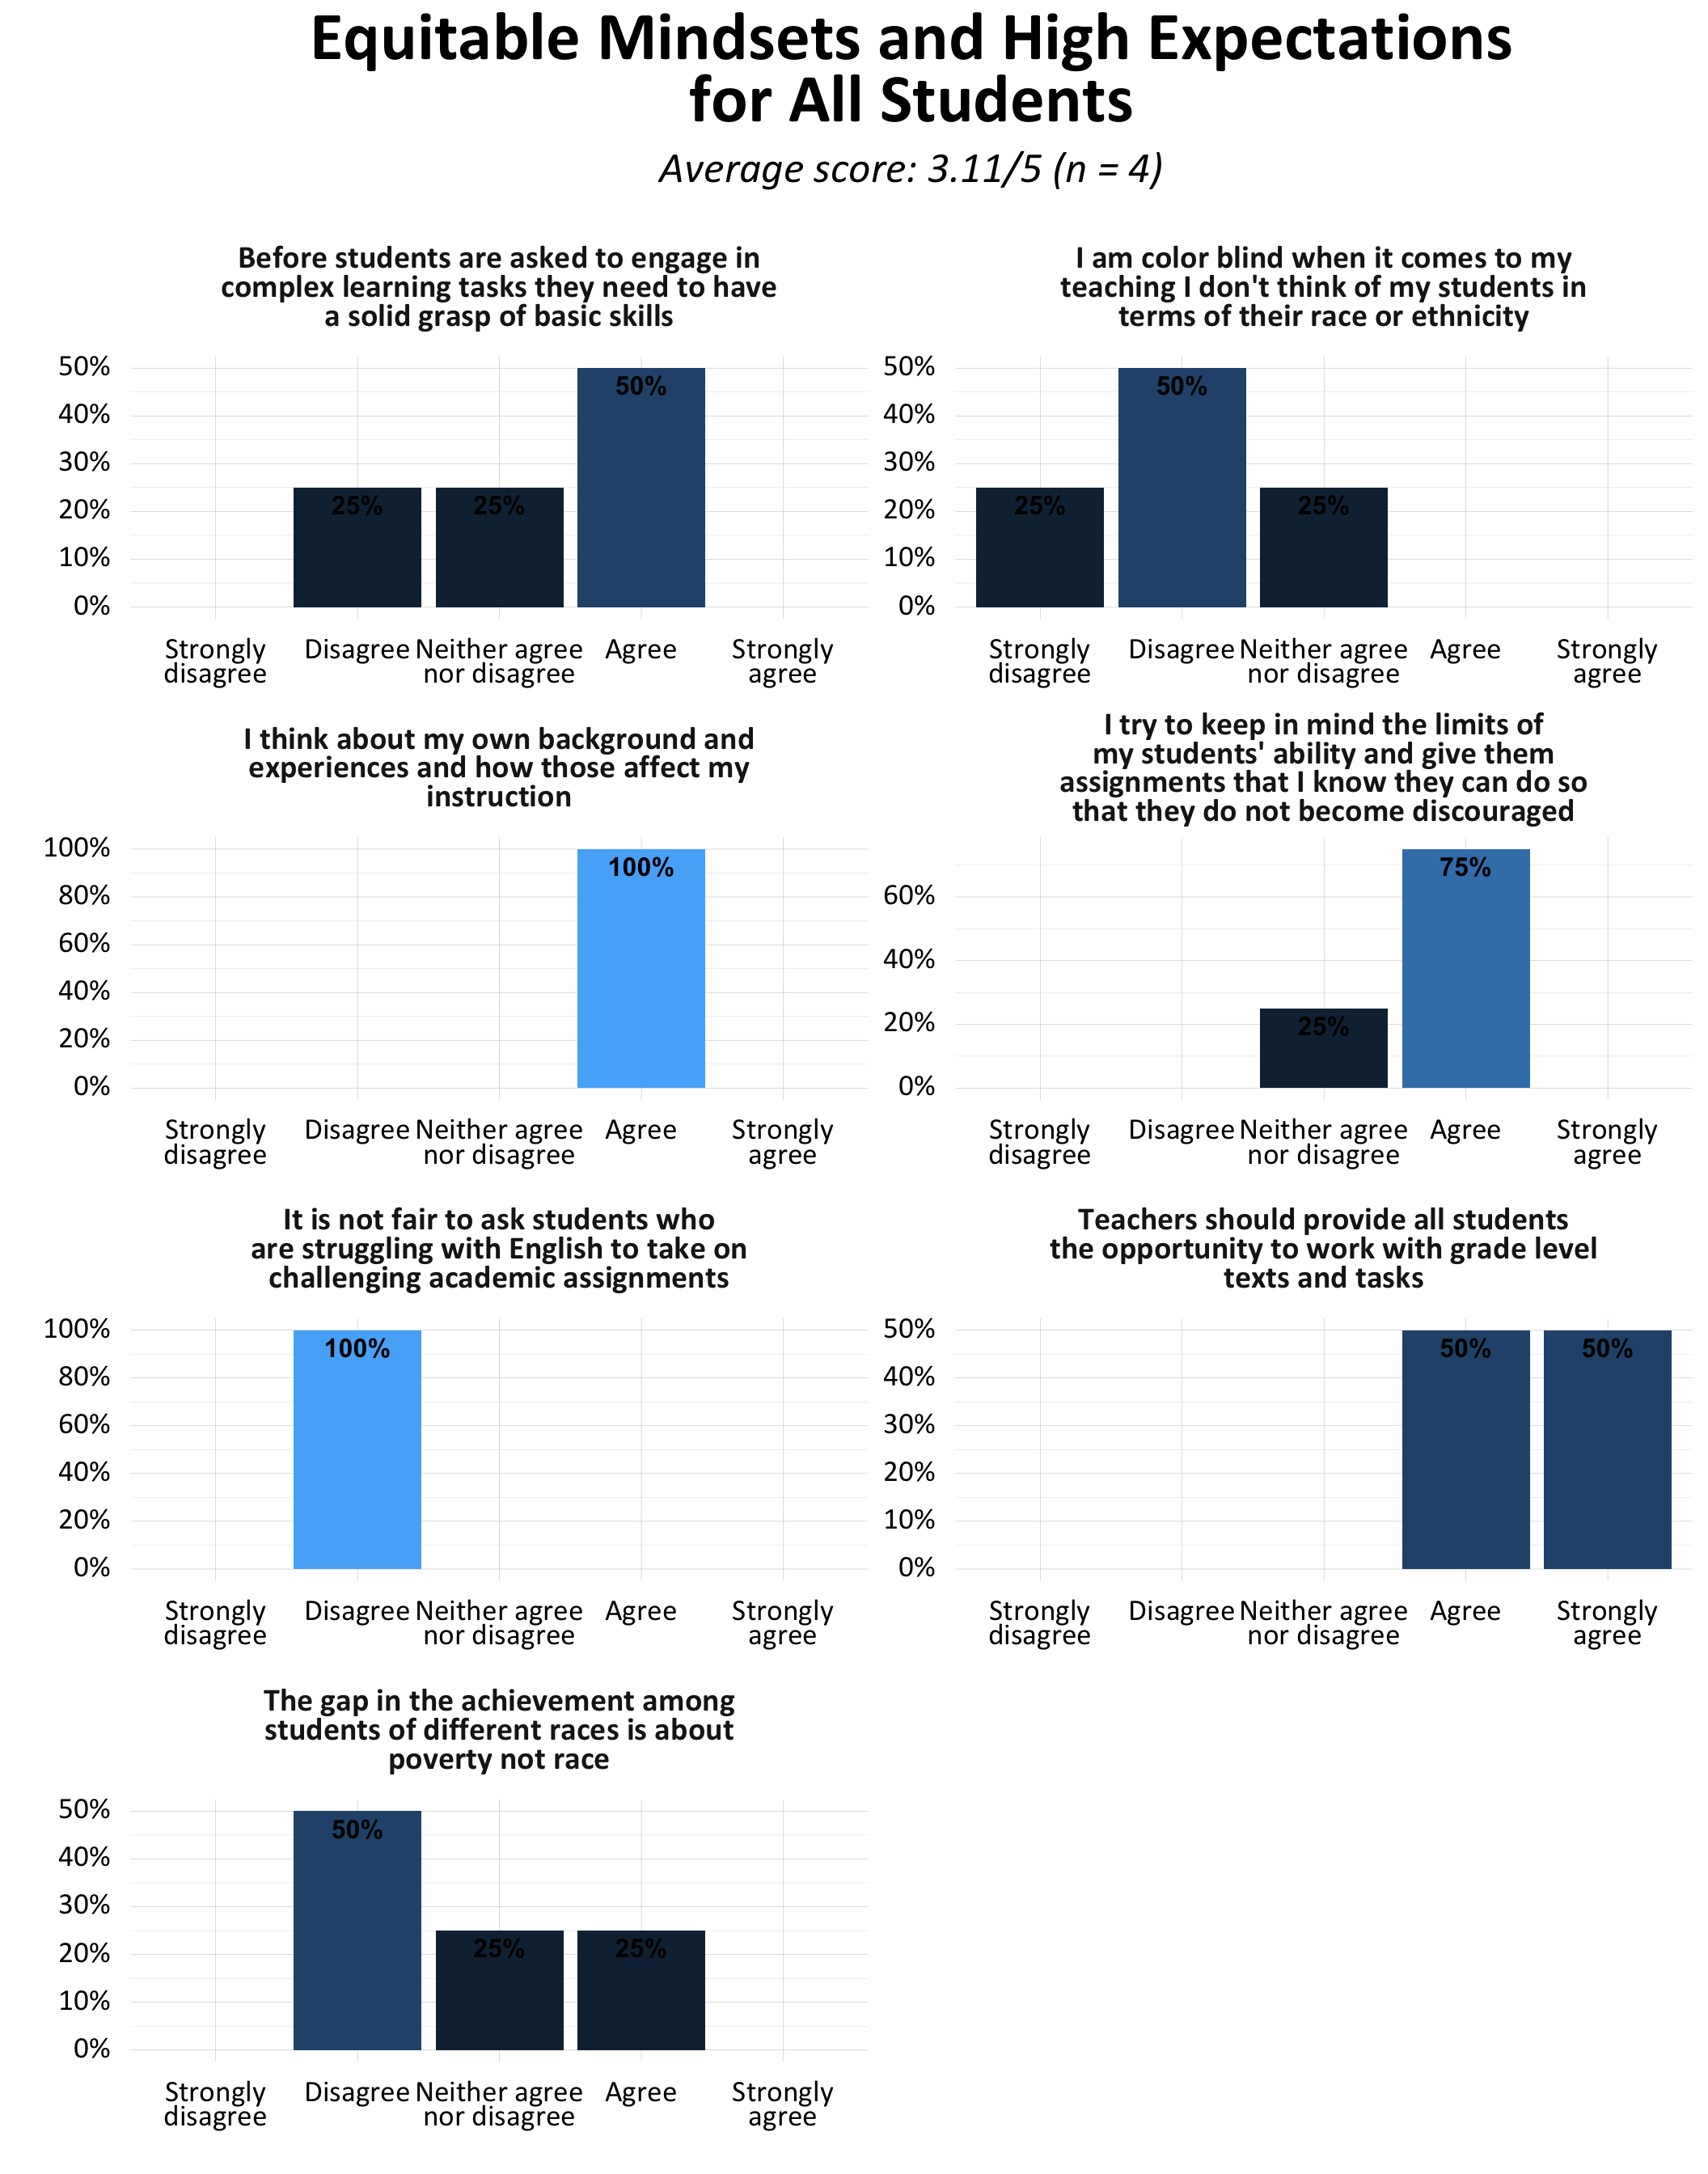 Equitable Mindsets and High Expectations
for All Students
Average score: 3.11/5 (n = 4)
Before students are asked to engage in
complex learning tasks they need to have
a solid grasp of basic skills
50%
40%
30%
20%
10%
0%
25%
25%
50%
Strongly
disagree
Disagree
Neither agree
nor disagree
Agree
Strongly
agree
I am color blind when it comes to my
teaching I don't think of my students in
terms of their race or ethnicity
50%
40%
30%
20%
10%
0%
25%
50%
25%
Strongly
disagree
Disagree
Neither agree
nor disagree
Agree
Strongly
agree
I think about my own background and
experiences and how those affect my
instruction
100%
80%
60%
40%
20%
0%
100%
Strongly
disagree
Disagree
Neither agree
nor disagree
Agree
Strongly
agree
I try to keep in mind the limits of
my students' ability and give them
assignments that I know they can do so
that they do not become discouraged
60%
40%
20%
0%
25%
75%
Strongly
disagree
Disagree
Neither agree
nor disagree
Agree
Strongly
agree
It is not fair to ask students who
are struggling with English to take on
challenging academic assignments
100%
80%
60%
40%
20%
0%
100%
Strongly
disagree
Disagree
Neither agree
nor disagree
Agree
Strongly
agree
Teachers should provide all students
the opportunity to work with grade level
texts and tasks
50%
40%
30%
20%
10%
0%
50%
50%
Strongly
disagree
Disagree
Neither agree
nor disagree
Agree
Strongly
agree
The gap in the achievement among
students of different races is about
poverty not race
50%
40%
30%
20%
10%
0%
50%
25%
25%
Strongly
disagree
Disagree
Neither agree
nor disagree
Agree
Strongly
agree